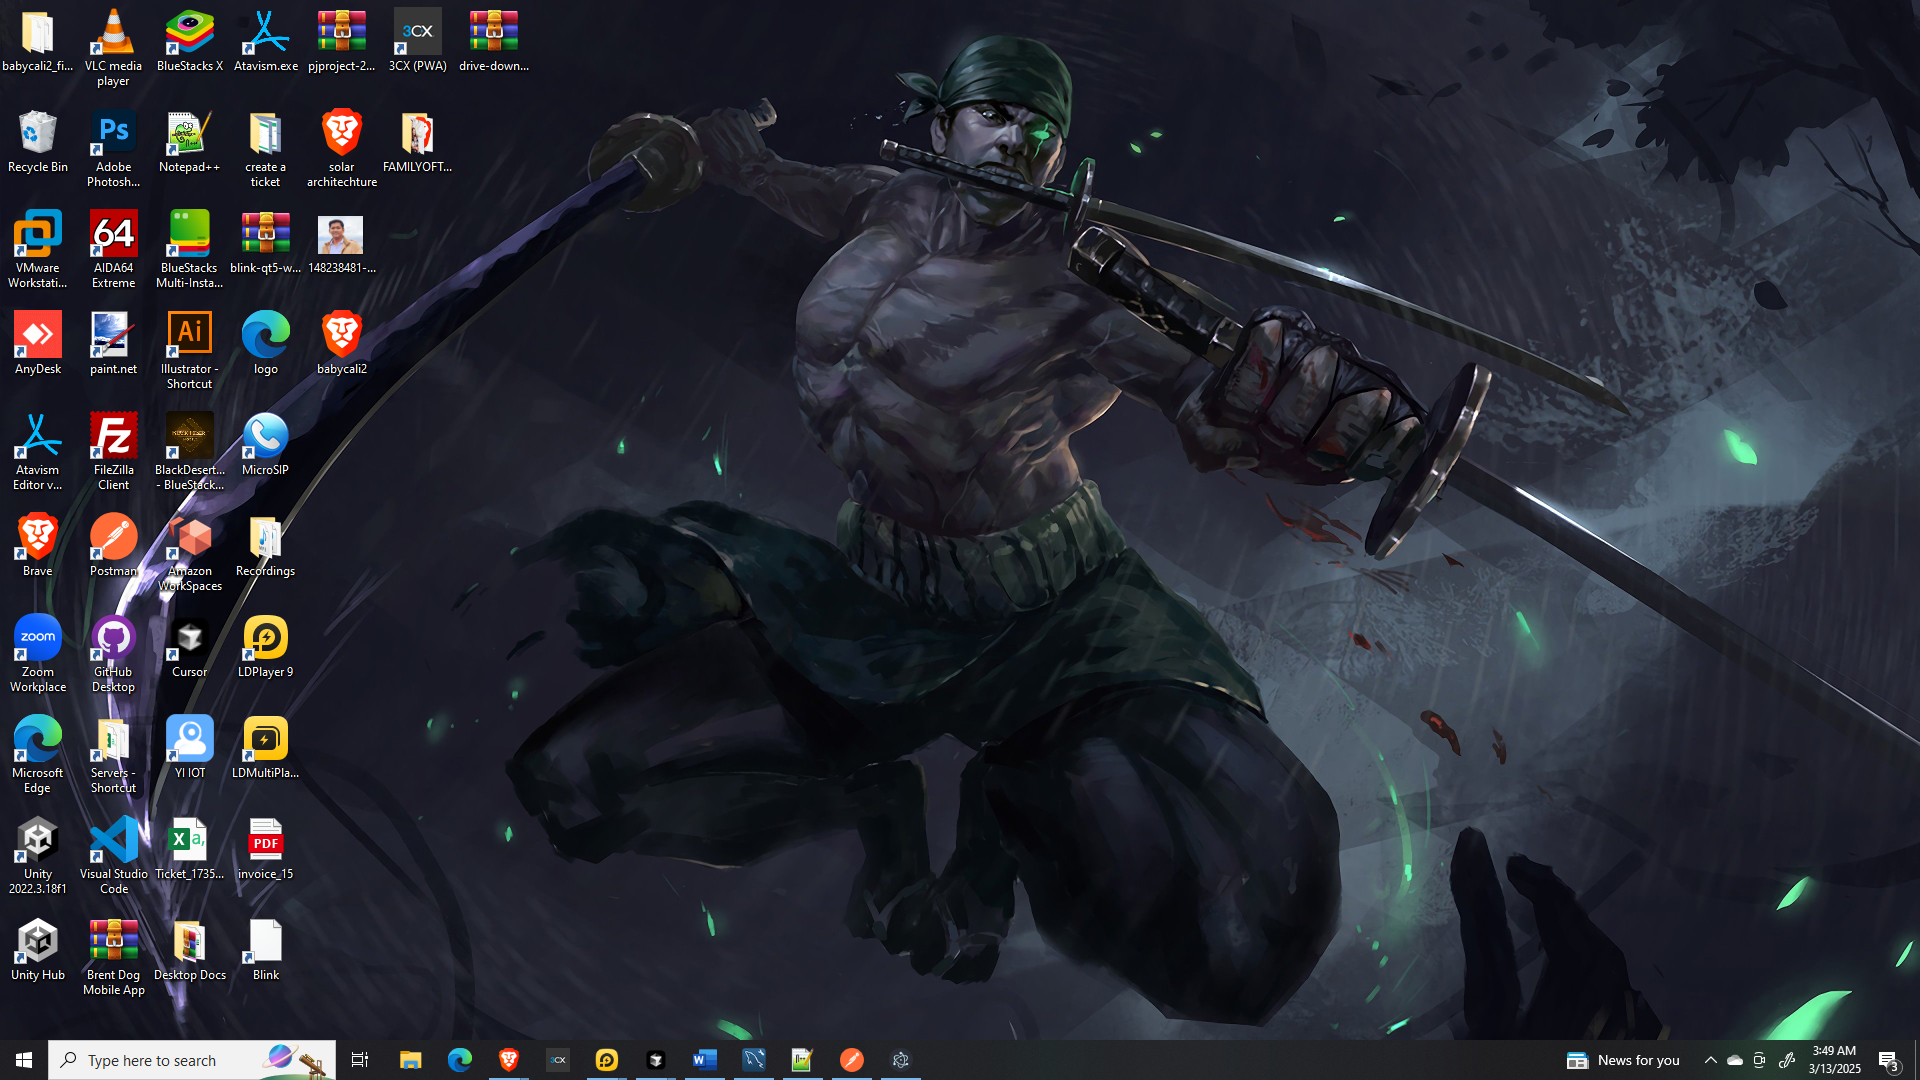 babycali2_fi...
VLC media
player
BlueStacks X
Atavism.exe
pjproject-2...
3CX
3CX (PWA)
drive-down...
Recycle Bin
Ps
Adobe
Photosh...
Notepad++
create a
ticket
solar
architechture
FAMILYOFT...
VMware
Workstati...
64
AIDA64
Extreme
BlueStacks
Multi-Insta...
blink-qt5-w...
148238481-...
AnyDesk
paint.net
Ai
Illustrator -
Shortcut
logo
babycali2
Atavism
Editor v...
Fz
FileZilla
Client
BlackDesert...
- BlueStack...
MicroSIP
Brave
Postman
Amazon
WorkSpaces
Recordings
zoom
Zoom
Workplace
GitHub
Desktop
Cursor
LDPlayer 9
Microsoft
Edge
Servers -
Shortcut
YI IOT
LDMultiPla...
Unity
2022.3.18f1
Visual Studio
Code
X a,
Ticket_1735...
PDF
invoice_15
Unity Hub
Brent Dog
Mobile App
Desktop Docs
Blink
Type here to search
3CX
W
News for you
3:49 AM
3/13/2025
3